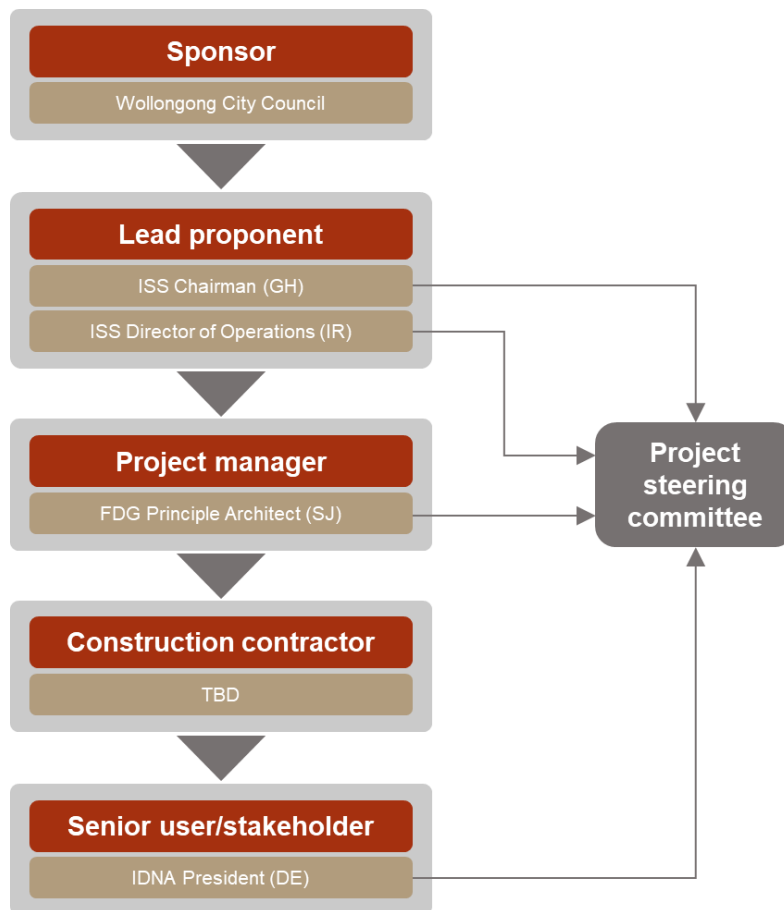 Sponsor
Wollongong City Council
Lead proponent
ISS Chairman (GH)
ISS Director of Operations (IR)
Project manager
FDG Principle Architect (SJ)
Construction contractor
TBD
Senior user/stakeholder
IDNA President (DE)
Project
steering
committee